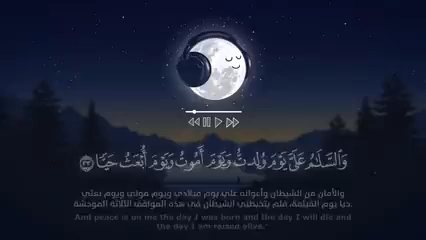 وَٱلسَّلَٰمُ عَلَىَّ يَوْمَ وُلِدتُّ وَيَوْمَ أَمُوتُ وَيَوْمَ أُبْعَثُ حَيًّا ٣٣
والأمان من الشيطان وأعوانه علي يوم ميلادي ويوم موتي ويوم بعثي
حيا يوم القيامة، فلم يتخبطني الشيطان في هذه المواقف الثلاثة الموحشة.
And peace is on me the day I was born and the day I will die and
the day I am raised alive."